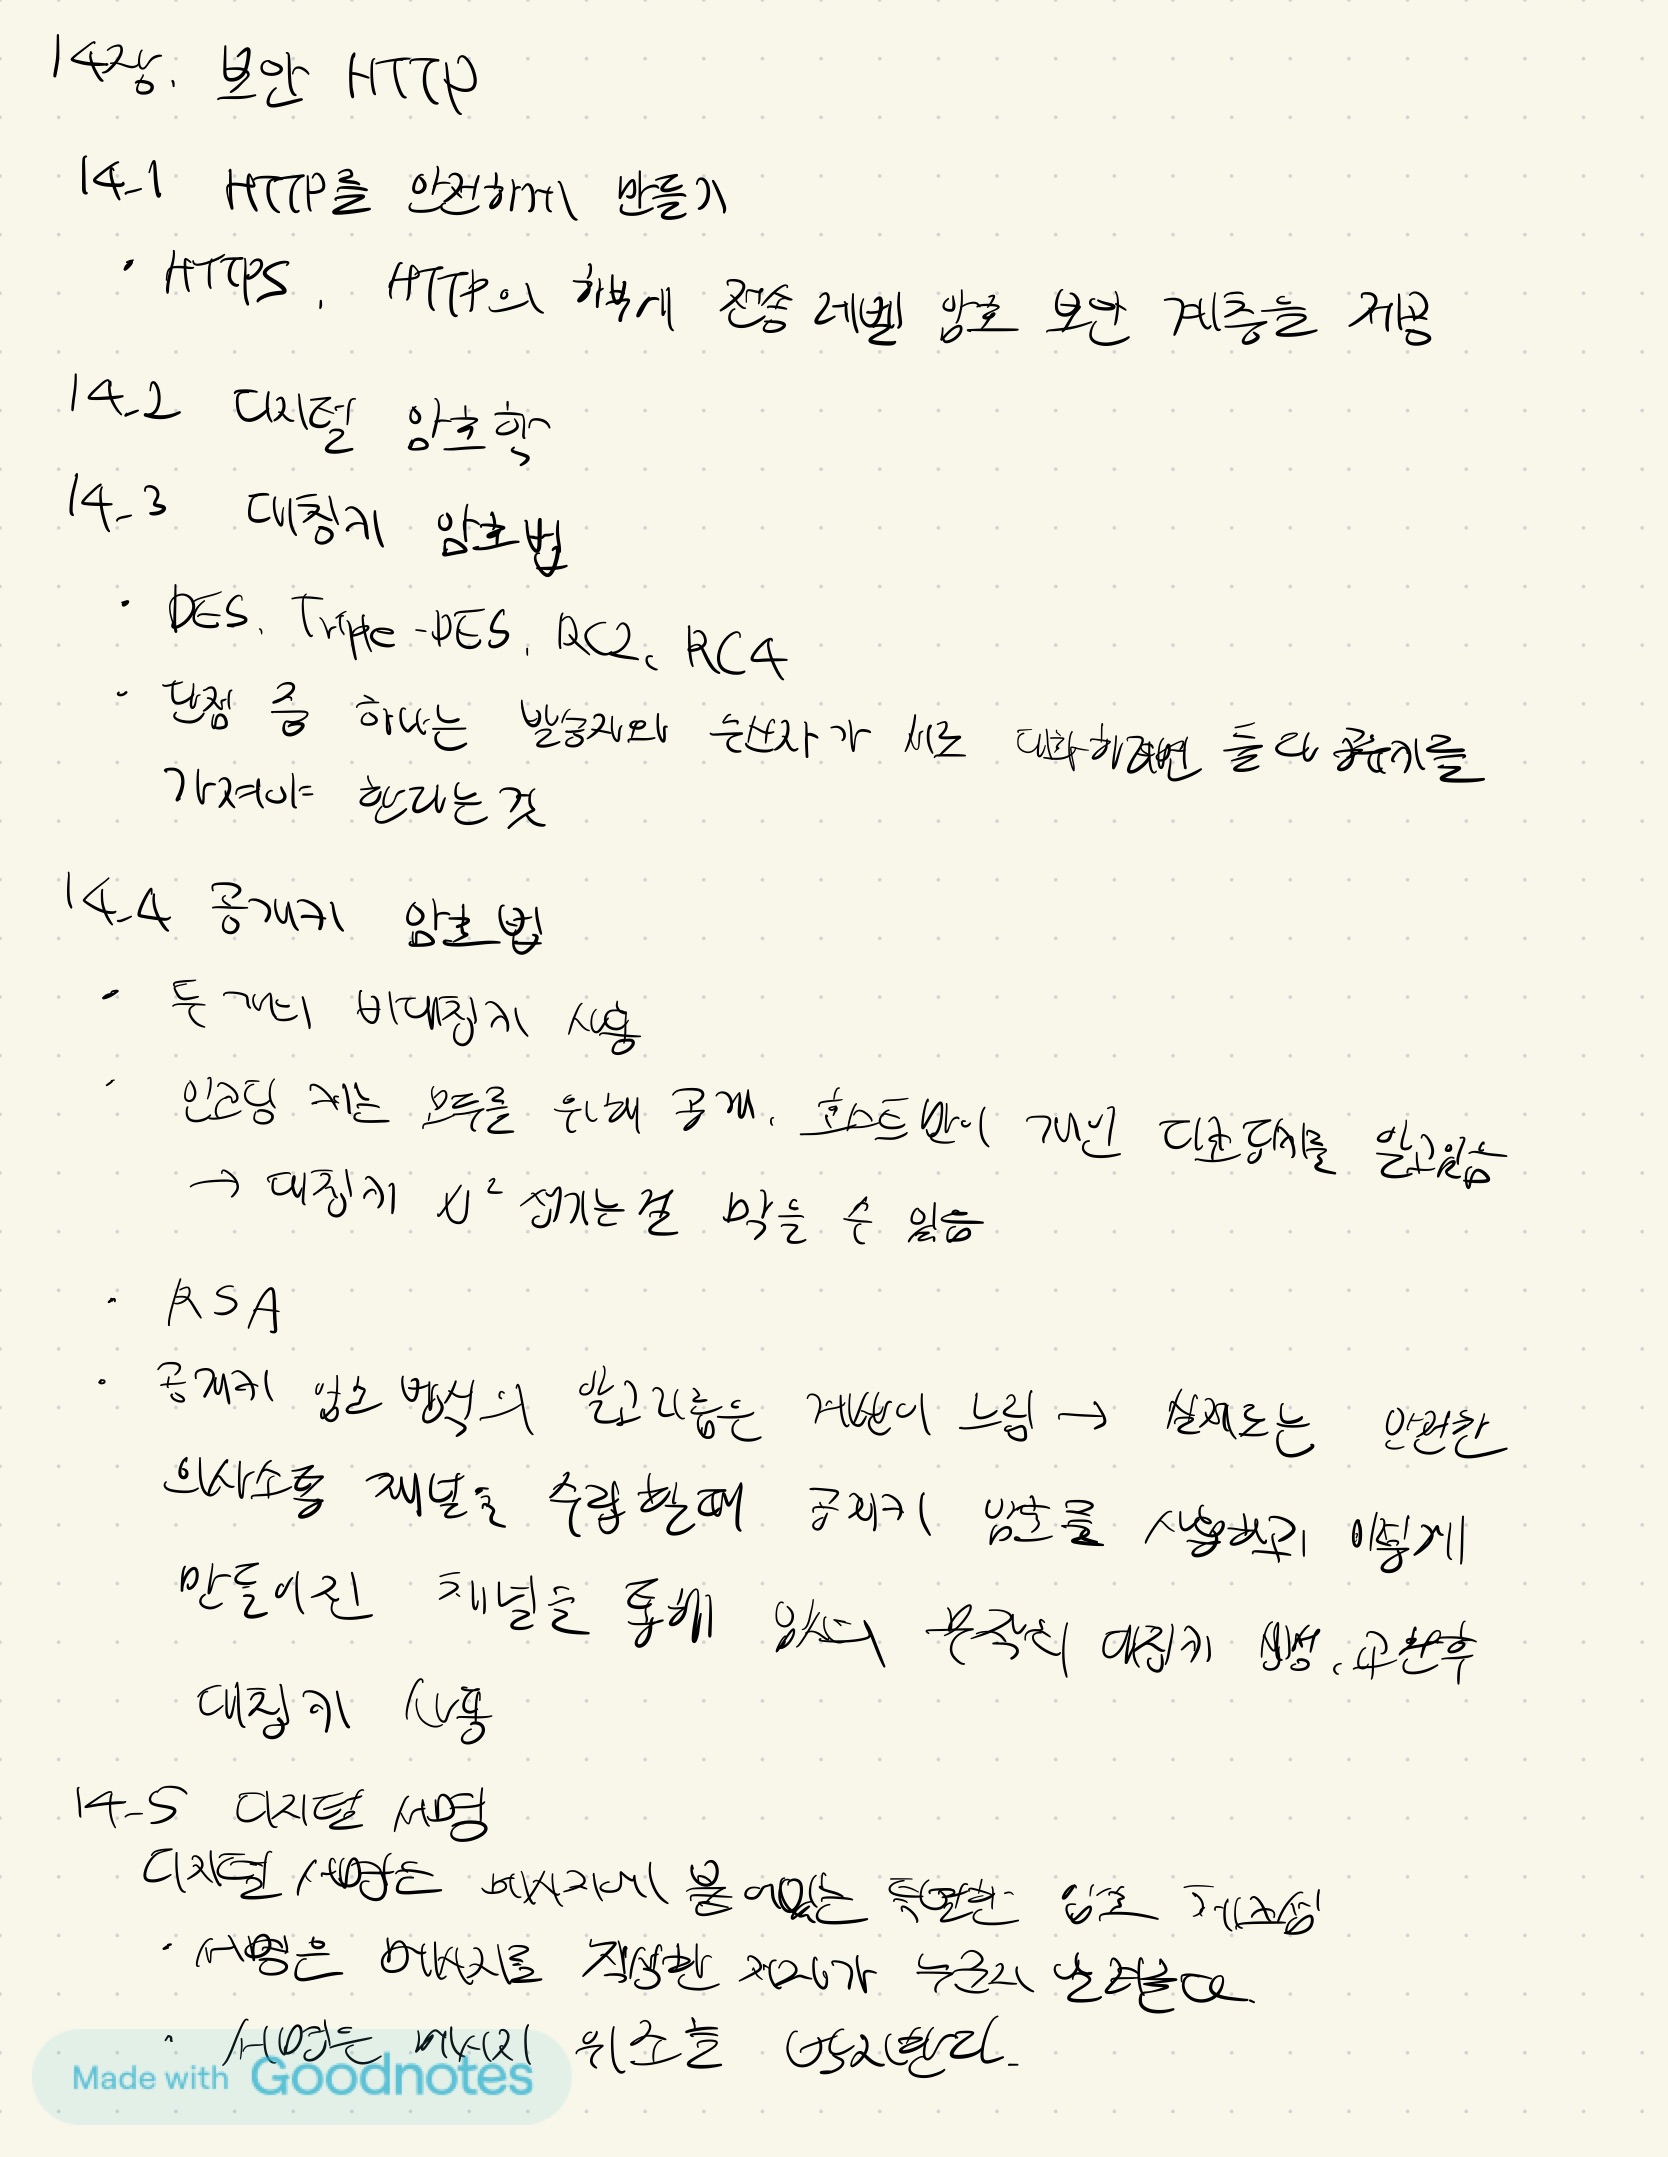 14장. 보안 HTTP
14-1 HTTP를 안전하게 만들기
· HTTPS, HTTP의 하부에 전송 레벨 암호 보안 계층을 제공
14-2 디지털 암호학
14-3 대칭키 암호법
· DES, Triple-DES, RC2, RC4
· 단점 중 하나는 발송자와 수신자가 서로 대화하려면 둘 다 공유키를
가져야 한다는 것
14-4 공개키 암호법
· 두 개의 비대칭키 사용
· 인코딩 키는 모두를 위해 공개, 호스트만이 개인 디코딩키를 알고있음
→ 대칭키 N² 생기는 걸 막을 수 있음
· RSA
· 공개키 암호 방식의 알고리즘은 계산이 느림 → 실제로는 안전한
의사소통 채널을 수립할때 공개키 암호를 사용하고 이렇게
만들어진 채널을 통해 임시의 무작위 대칭키 생성, 교환후
대칭키 사용
14-5 디지털 서명
디지털 서명은 메시지에 붙어있는 특별한 암호 체크섬
· 서명은 메시지를 작성한 저자가 누군지 알려준다.
· 서명은 메시지 위조를 방지한다.
Made with Goodnotes